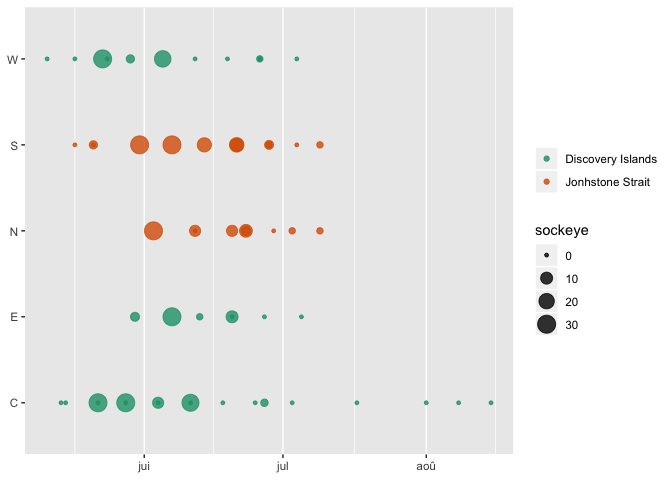 W
S
N
E
C
jui
jul
aoû
Discovery Islands
Jonhstone Strait
sockeye
0
10
20
30